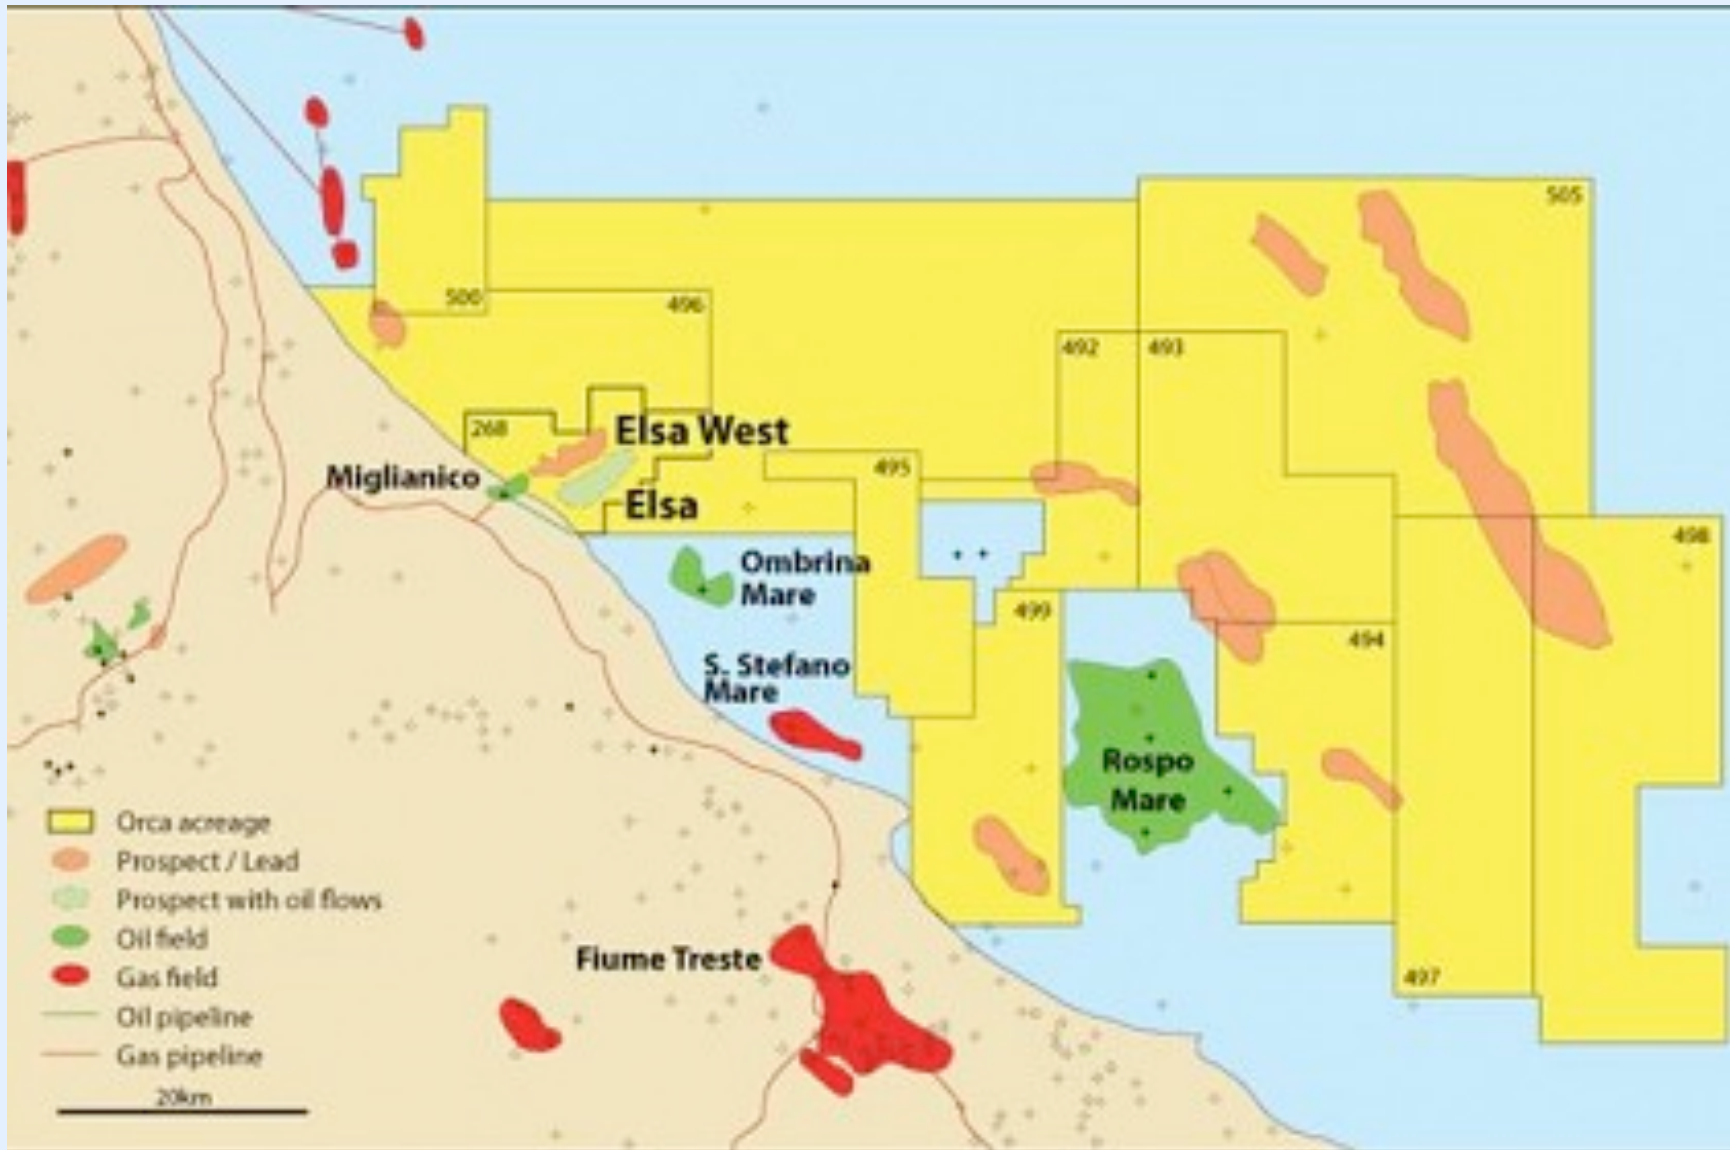 505
500
496
492
493
268
Elsa West
495
Miglianico
Elsa
498
Ombrina
Mare
499
494
S. Stefano
Mare
Rospo
Mare
Orca acreage
Prospect / Lead
Prospect with oil flows
Oil field
Fiume Treste
Gas field
497
Oil pipeline
Gas pipeline
20km